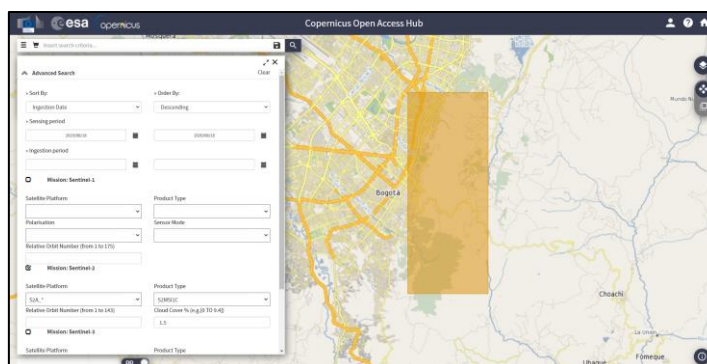 esa opernicus
Copernicus Open Access Hub
Insert search criteria...
Advanced Search
Clear
» Sort By:
» Order By:
Ingestion Date
Descending
» Sensing period
» Ingestion period
Mission: Sentinel-1
Satellite Platform
Product Type
Polarisation
Sensor Mode
Relative Orbit Number (from 1 to 175)
Mission: Sentinel-2
Satellite Platform
Product Type
S2A_*
S2MSI1C
Relative Orbit Number (from 1 to 143)
Cloud Cover % (e.g.[0 TO 9.4])
1.5
Mission: Sentinel-3
Satellite Platform
Product Type
Bogota
Choachi
Ubaque
Fomeque